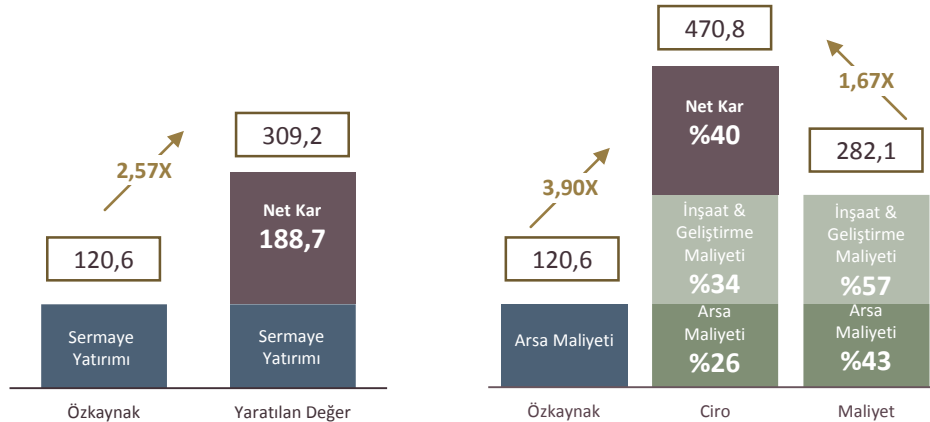 309,2
2,57X
Net Kar
188,7
120,6
Sermaye
Yatırımı
Sermaye
Yatırımı
Özkaynak
Yaratılan Değer
470,8
1,67X
Net Kar
%40
282,1
3,90X
120,6
İnşaat &
Geliştirme
Maliyeti
%34
İnşaat &
Geliştirme
Maliyeti
%57
Arsa Maliyeti
Arsa
Maliyeti
%26
Arsa
Maliyeti
%43
Özkaynak
Ciro
Maliyet